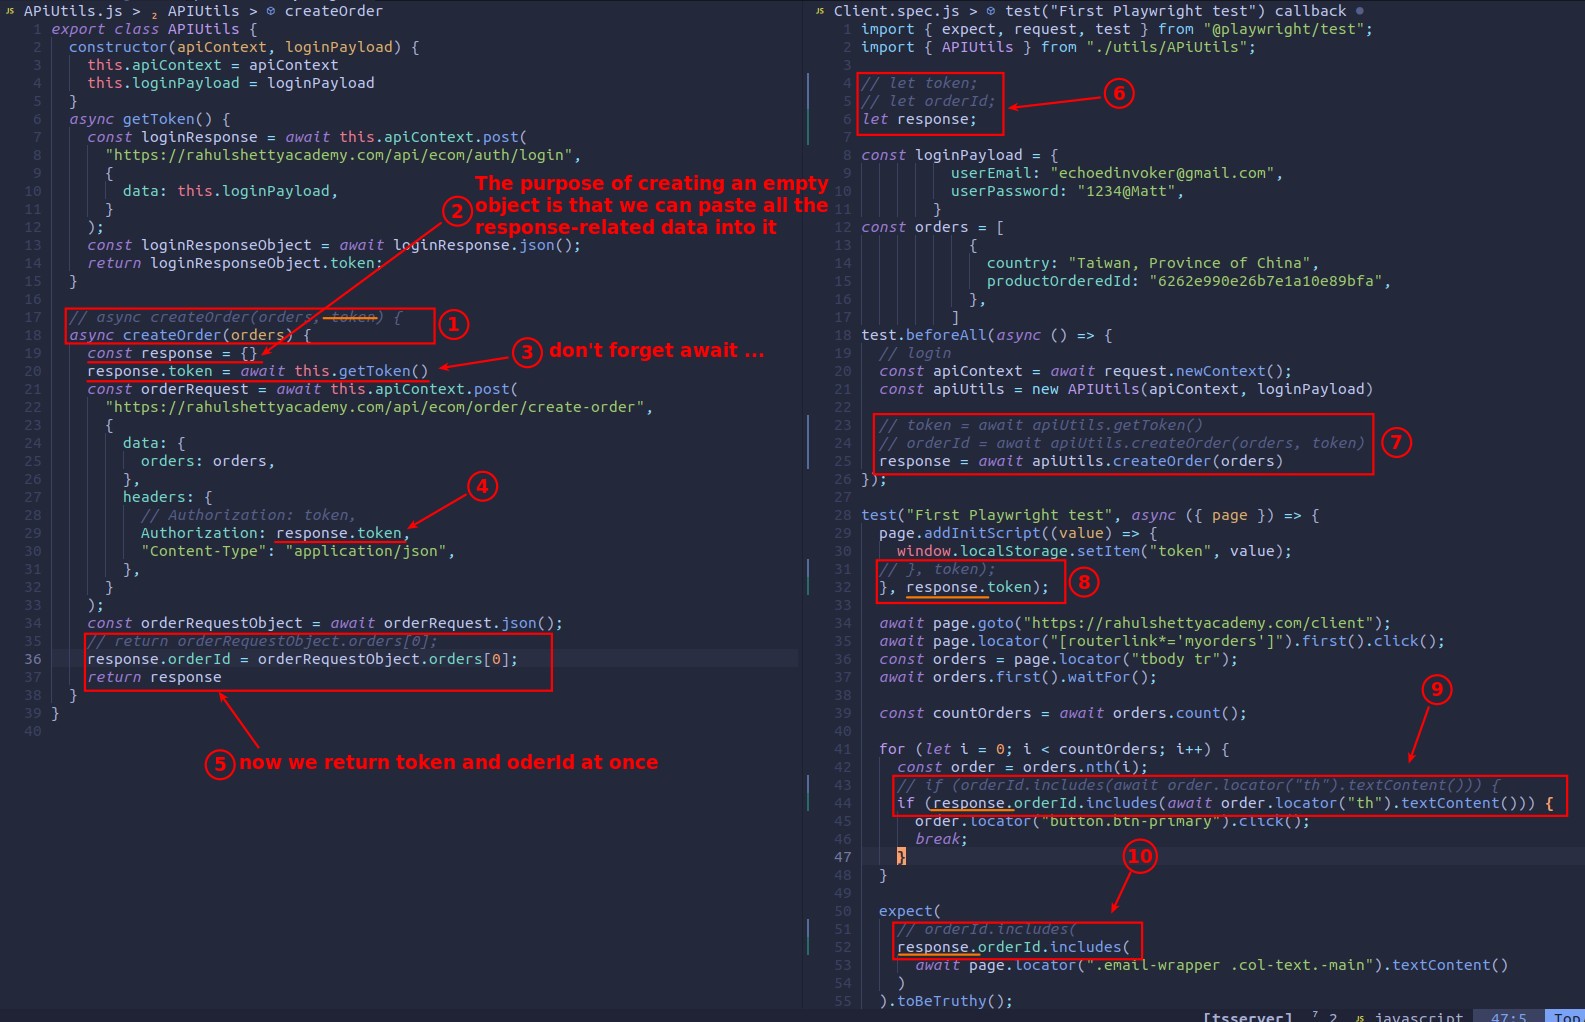 JS APiUtils.js > 2 APIUtils > createOrder
1 export class APIUtils {
2 constructor(apiContext, loginPayload) {
3 this.apiContext = apiContext
4 this.loginPayload = loginPayload
5 }
6 async getToken() {
7 const loginResponse = await this.apiContext.post(
8 "https://rahulshettyacademy.com/api/ecom/auth/login",
9 {
10 data: this.loginPayload,
11 }
12 );
13 const loginResponseObject = await loginResponse.json();
14 return loginResponseObject.token;
15 }
16
17 // async createOrder(orders, token) {
18 async createOrder(orders) {
19 const response = {}
20 response.token = await this.getToken()
21 const orderRequest = await this.apiContext.post(
22 "https://rahulshettyacademy.com/api/ecom/order/create-order",
23 {
24 data: {
25 orders: orders,
26 },
27 headers: {
28 // Authorization: token,
29 Authorization: response.token,
30 "Content-Type": "application/json",
31 },
32 }
33 );
34 const orderRequestObject = await orderRequest.json();
35 // return orderRequestObject.orders[0];
36 response.orderId = orderRequestObject.orders[0];
37 return response
38 }
39 }
40
1
2 The purpose of creating an empty
object is that we can paste all the
response-related data into it
3 don't forget await ...
4
5 now we return token and oderId at once
JS Client.spec.js > test("First Playwright test") callback
1 import { expect, request, test } from "@playwright/test";
2 import { APIUtils } from "./utils/APiUtils";
3
4 // let token;
5 // let orderId;
6 let response;
7
8 const loginPayload = {
9 userEmail: "echoedinvoker@gmail.com",
10 userPassword: "1234@Matt",
11 }
12 const orders = [
13 {
14 country: "Taiwan, Province of China",
15 productOrderedId: "6262e990e26b7e1a10e89bfa",
16 },
17 ]
18 test.beforeAll(async () => {
19 // login
20 const apiContext = await request.newContext();
21 const apiUtils = new APIUtils(apiContext, loginPayload)
22
23 // token = await apiUtils.getToken()
24 // orderId = await apiUtils.createOrder(orders, token)
25 response = await apiUtils.createOrder(orders)
26 });
27
28 test("First Playwright test", async ({ page }) => {
29 page.addInitScript((value) => {
30 window.localStorage.setItem("token", value);
31 // }, token);
32 }, response.token);
33
34 await page.goto("https://rahulshettyacademy.com/client");
35 await page.locator("[routerlink*='myorders']").first().click();
36 const orders = page.locator("tbody tr");
37 await orders.first().waitFor();
38
39 const countOrders = await orders.count();
40
41 for (let i = 0; i < countOrders; i++) {
42 const order = orders.nth(i);
43 // if (orderId.includes(await order.locator("th").textContent())) {
44 if (response.orderId.includes(await order.locator("th").textContent())) {
45 order.locator("button.btn-primary").click();
46 break;
47 }
48 }
49
50 expect(
51 // orderId.includes(
52 response.orderId.includes(
53 await page.locator(".email-wrapper .col-text.-main").textContent()
54 )
55 ).toBeTruthy();
6
7
8
9
10
[tsserver] 7 2 JS javascript 47:5 Top